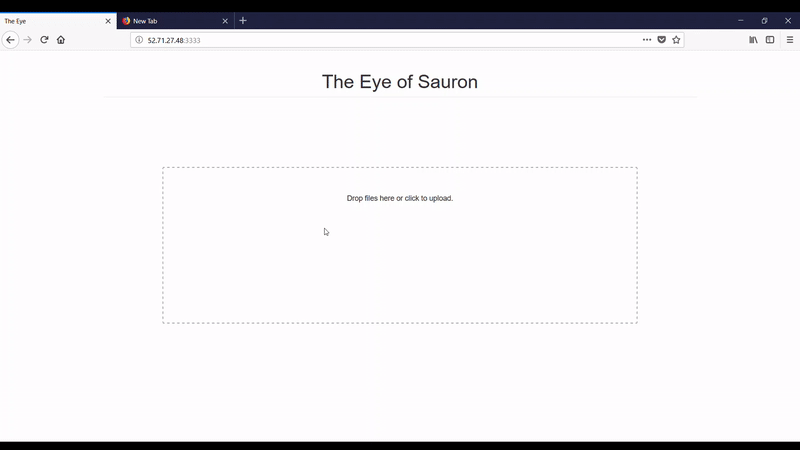 The Eye
New Tab
52.71.27.48:3333
The Eye of Sauron
Drop files here or click to upload.